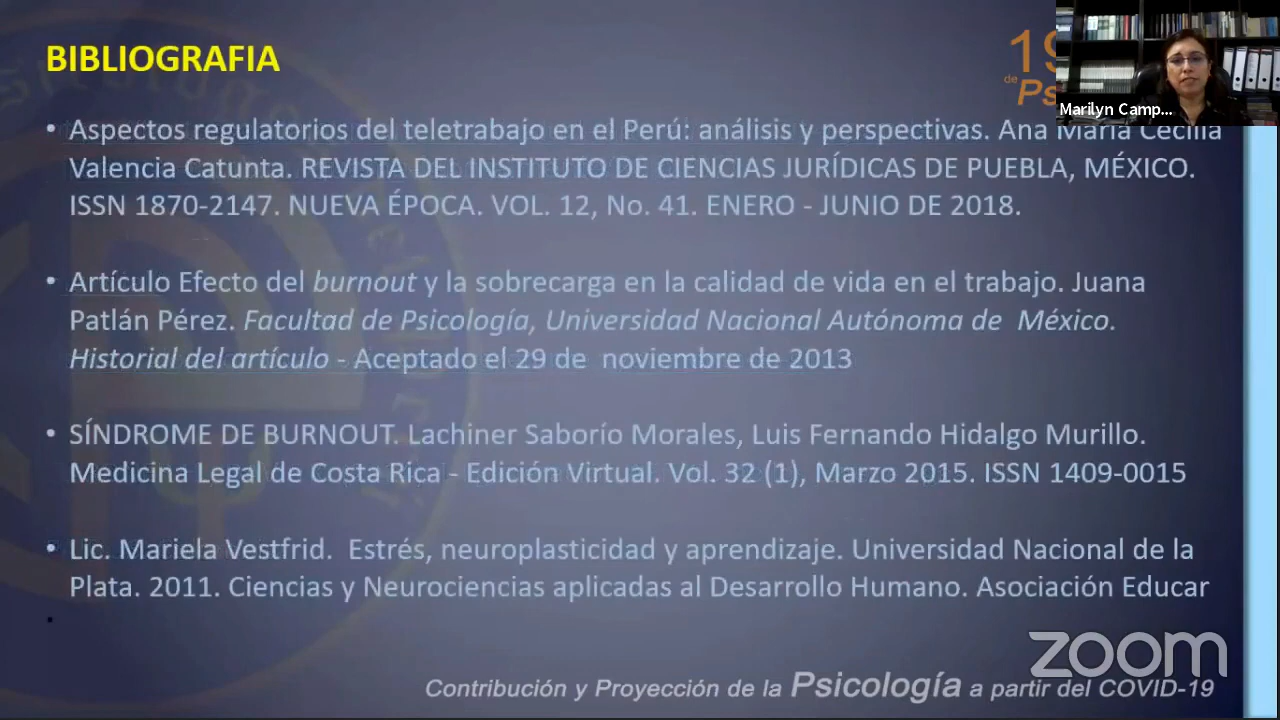 BIBLIOGRAFIA
19
de
Ps
Marilyn Camp...
• Aspectos regulatorios del teletrabajo en el Perú: análisis y perspectivas. Ana María Cecilia
Valencia Catunta. REVISTA DEL INSTITUTO DE CIENCIAS JURÍDICAS DE PUEBLA, MÉXICO.
ISSN 1870-2147. NUEVA ÉPOCA. VOL. 12, No. 41. ENERO - JUNIO DE 2018.
• Artículo Efecto del burnout y la sobrecarga en la calidad de vida en el trabajo. Juana
Patlán Pérez. Facultad de Psicología, Universidad Nacional Autónoma de México.
Historial del artículo - Aceptado el 29 de noviembre de 2013
• SÍNDROME DE BURNOUT. Lachiner Saborío Morales, Luis Fernando Hidalgo Murillo.
Medicina Legal de Costa Rica - Edición Virtual. Vol. 32 (1), Marzo 2015. ISSN 1409-0015
• Lic. Mariela Vestfrid. Estrés, neuroplasticidad y aprendizaje. Universidad Nacional de la
Plata. 2011. Ciencias y Neurociencias aplicadas al Desarrollo Humano. Asociación Educar
zoom
Contribución y Proyección de la Psicología a partir del COVID-19